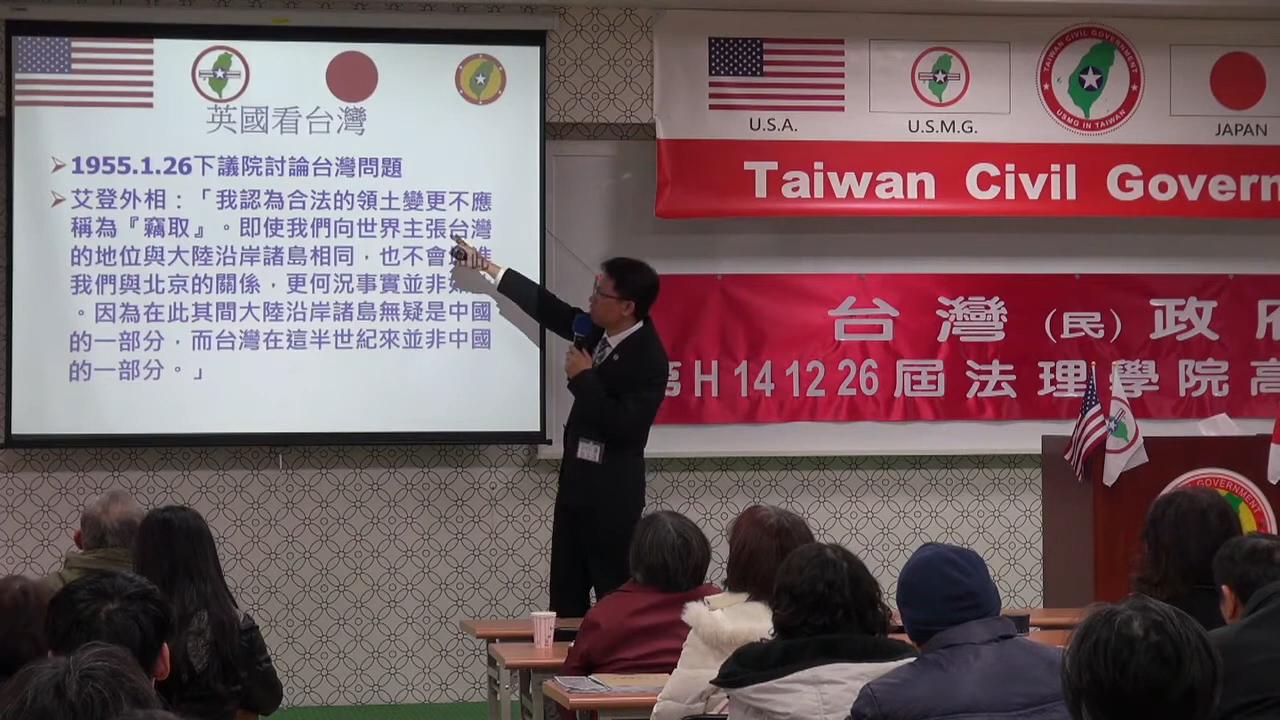 英國看台灣
1955.1.26下議院討論台灣問題
艾登外相：「我認為合法的領土變更不應
稱為『竊取』。即使我們向世界主張台灣
的地位與大陸沿岸諸島相同，也不會
我們與北京的關係，更何況事實並非
。因為在此其間大陸沿岸諸島無疑是中國
的一部分，而台灣在這半世紀來並非中國
的一部分。」
U.S.A.
U.S.M.G.
TAIWAN CIVIL GOVERNMENT
USMG IN TAIWAN
JAPAN
Taiwan Civil Govern
台灣(民)政府
第H 14 12 26 屆法理學院高
CIVIL GOVERNMENT